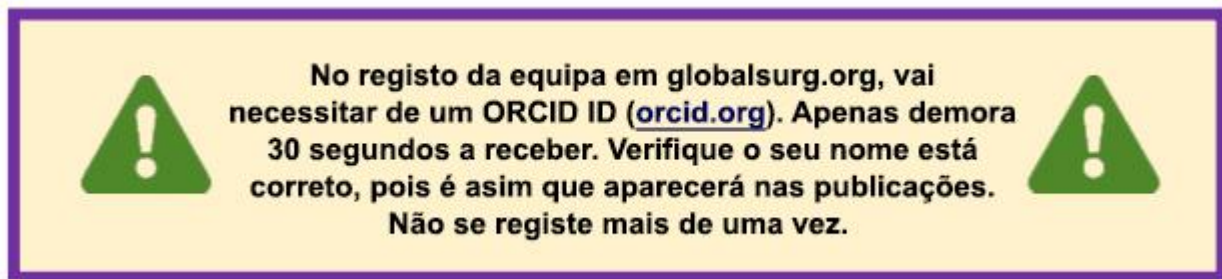 No registo da equipa em globalsurg.org, vai
necessitar de um ORCID ID (orcid.org). Apenas demora
30 segundos a receber. Verifique o seu nome está
correto, pois é asim que aparecerá nas publicações.
Não se registe mais de uma vez.